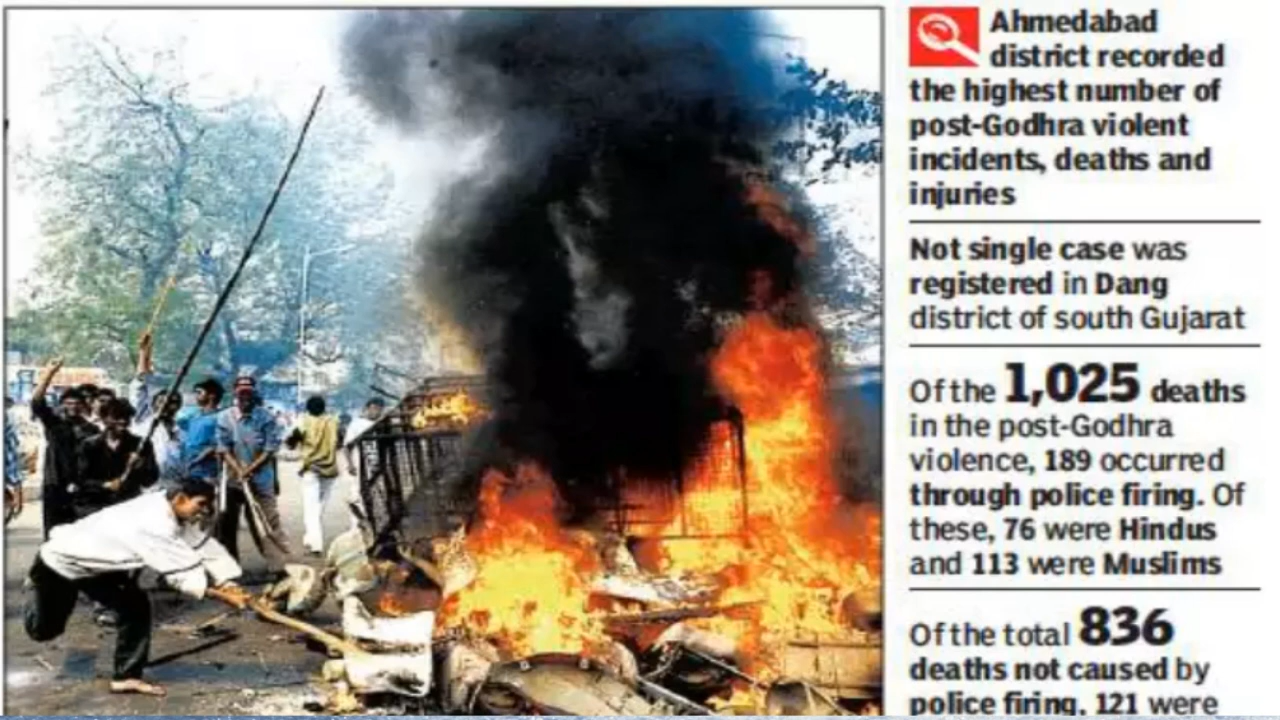 Ahmedabad
district recorded
the highest number of
post-Godhra violent
incidents, deaths and
injuries
Not single case was
registered in Dang
district of south Gujarat
Of the 1,025 deaths
in the post-Godhra
violence, 189 occurred
through police firing. Of
these, 76 were Hindus
and 113 were Muslims
Of the total 836
deaths not caused by
police firing, 121 were